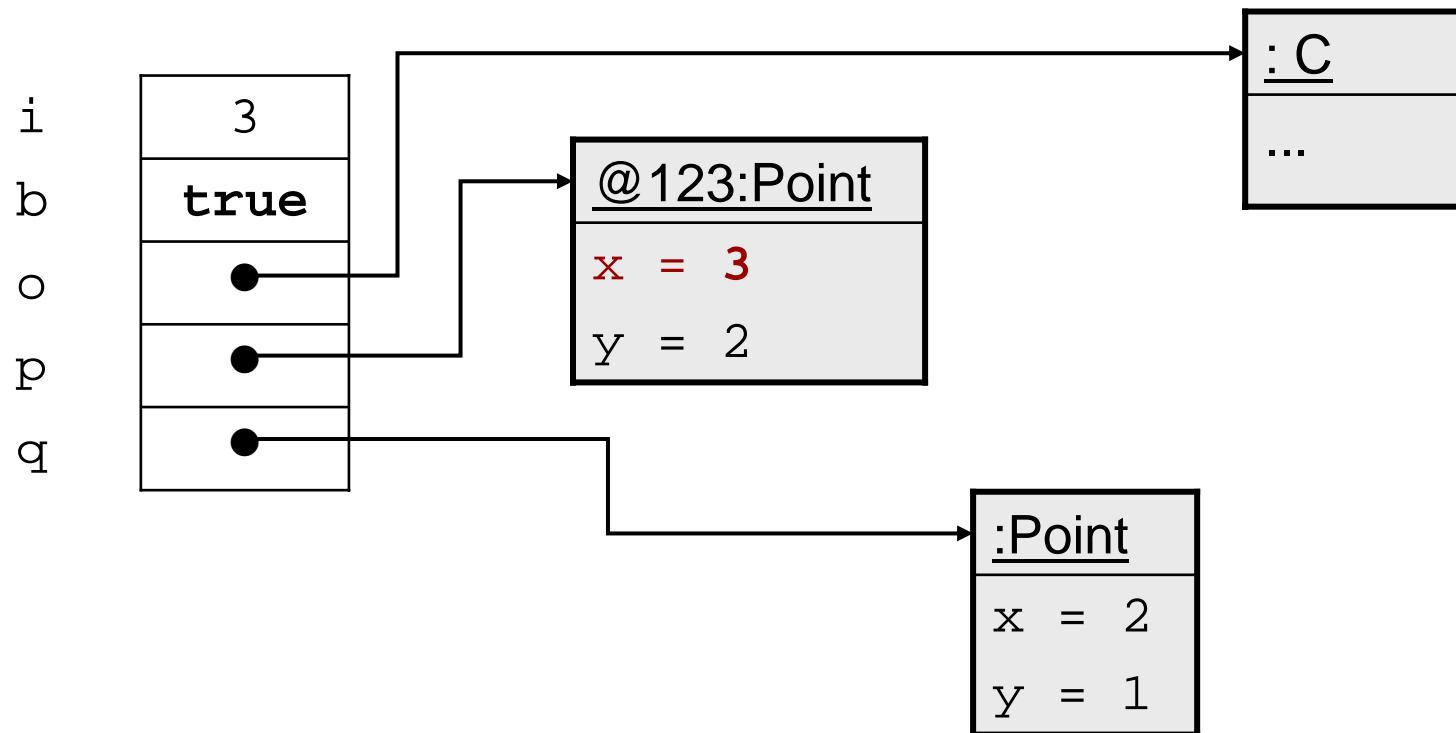 i
3
b
true
o
p
q
: C
...
@123:Point
x = 3
y = 2
:Point
x = 2
y = 1